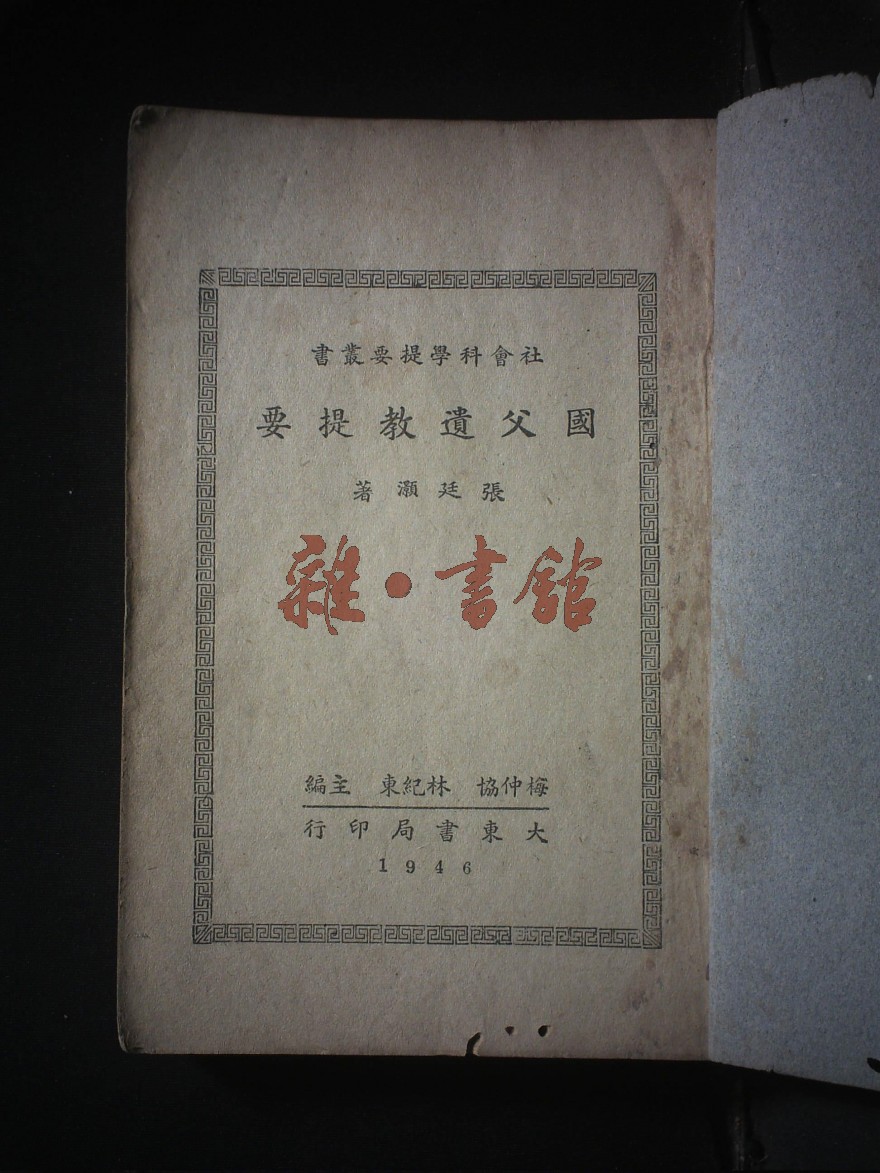 社會科學提要叢書
國父遺教提要
張廷灝著
雜·書館
梅仲協 林紀東 主編
大東書局印行
1946